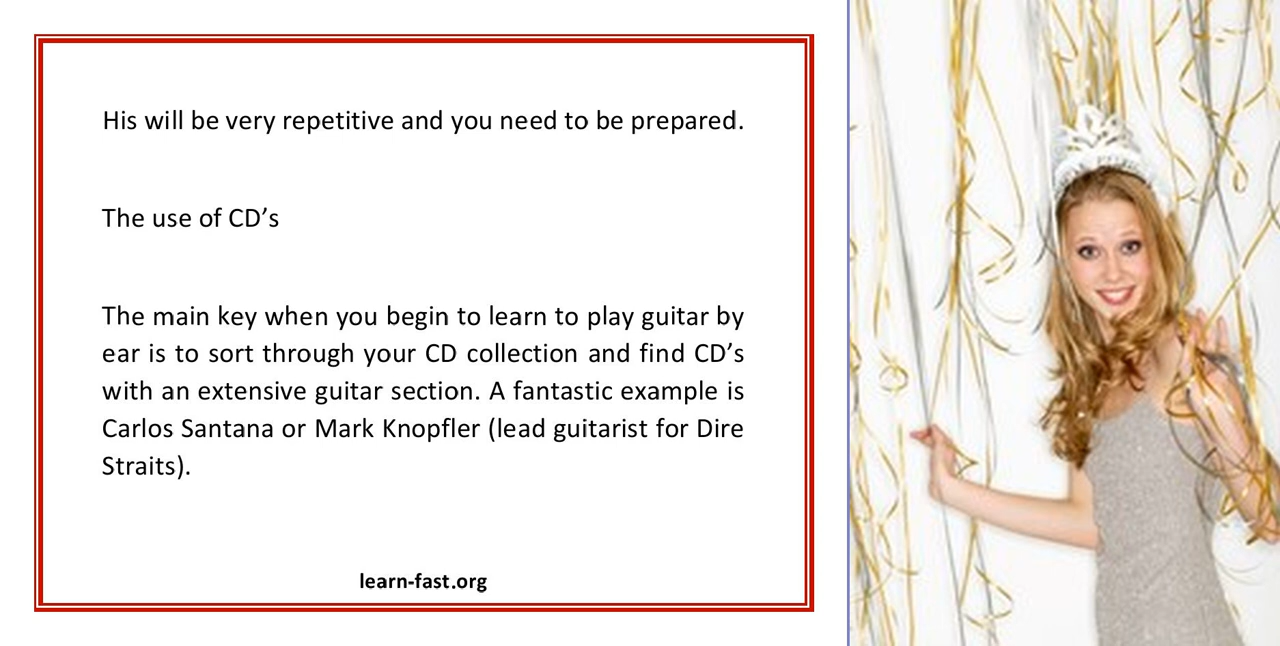 His will be very repetitive and you need to be prepared.
The use of CD’s
The main key when you begin to learn to play guitar by
ear is to sort through your CD collection and find CD’s
with an extensive guitar section. A fantastic example is
Carlos Santana or Mark Knopfler (lead guitarist for Dire
Straits).
learn-fast.org